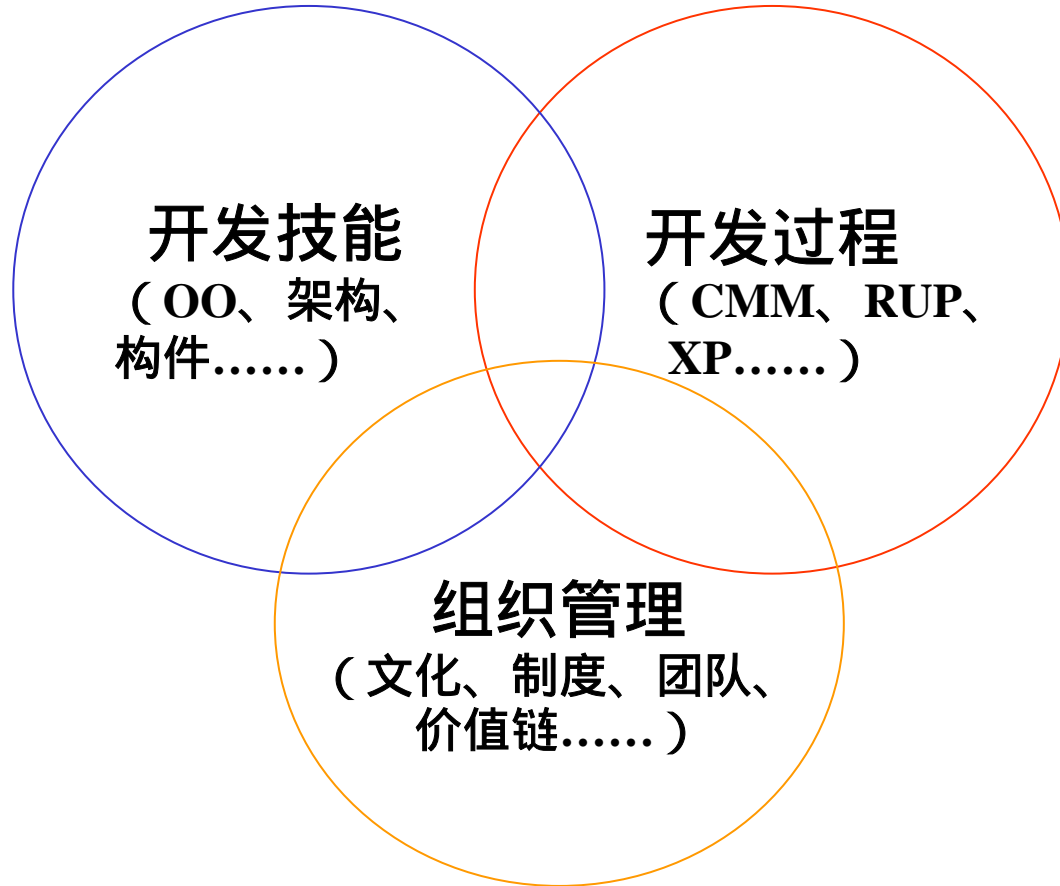 开发技能
（OO、架构、
构件……）
开发过程
（CMM、RUP、
XP……）
组织管理
（文化、制度、团队、
价值链……）